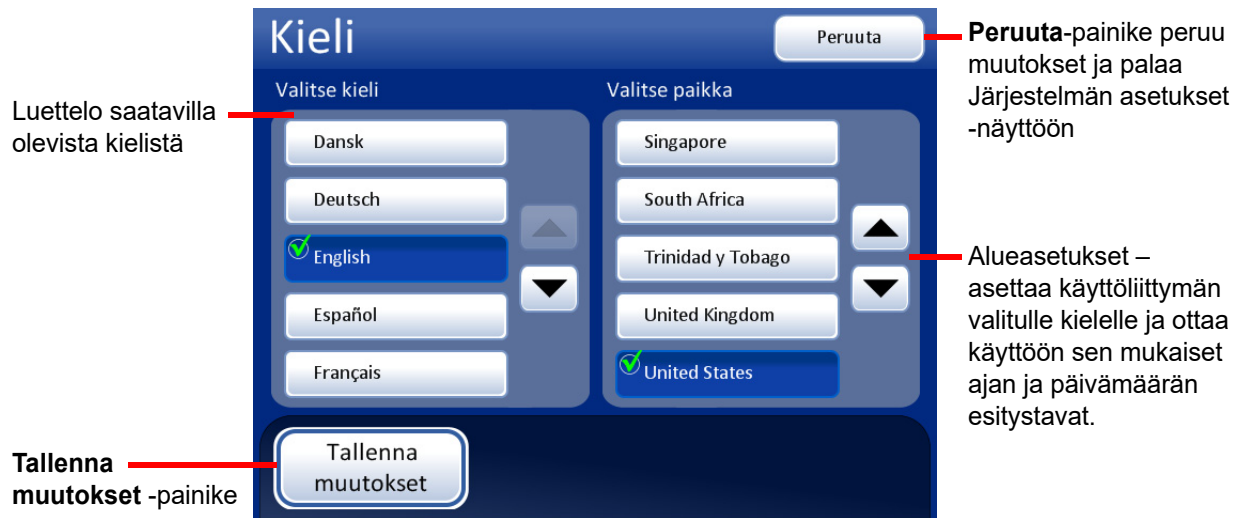 Kieli
Peruuta
Valitse kieli
Valitse paikka
Dansk
Deutsch
English
Español
Français
Singapore
South Africa
Trinidad y Tobago
United Kingdom
United States
Tallenna
muutokset
Luettelo saatavilla
olevista kielistä
Tallenna
muutokset -painike
Peruuta-painike peruu
muutokset ja palaa
Järjestelmän asetukset
-näyttöön
Alueasetukset –
asettaa käyttöliittymän
valitulle kielelle ja ottaa
käyttöön sen mukaiset
ajan ja päivämäärän
esitystavat.